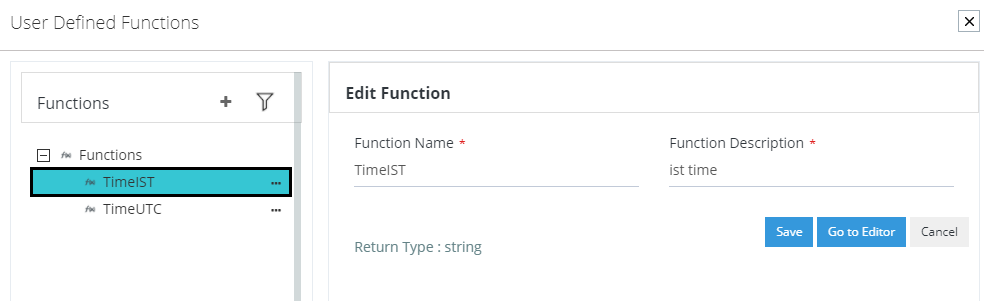 User Defined Functions
Functions
Edit Function
Functions
TimeIST
...
TimeUTC
...
Function Name *
TimeIST
Function Description *
ist time
Return Type : string
Save
Go to Editor
Cancel